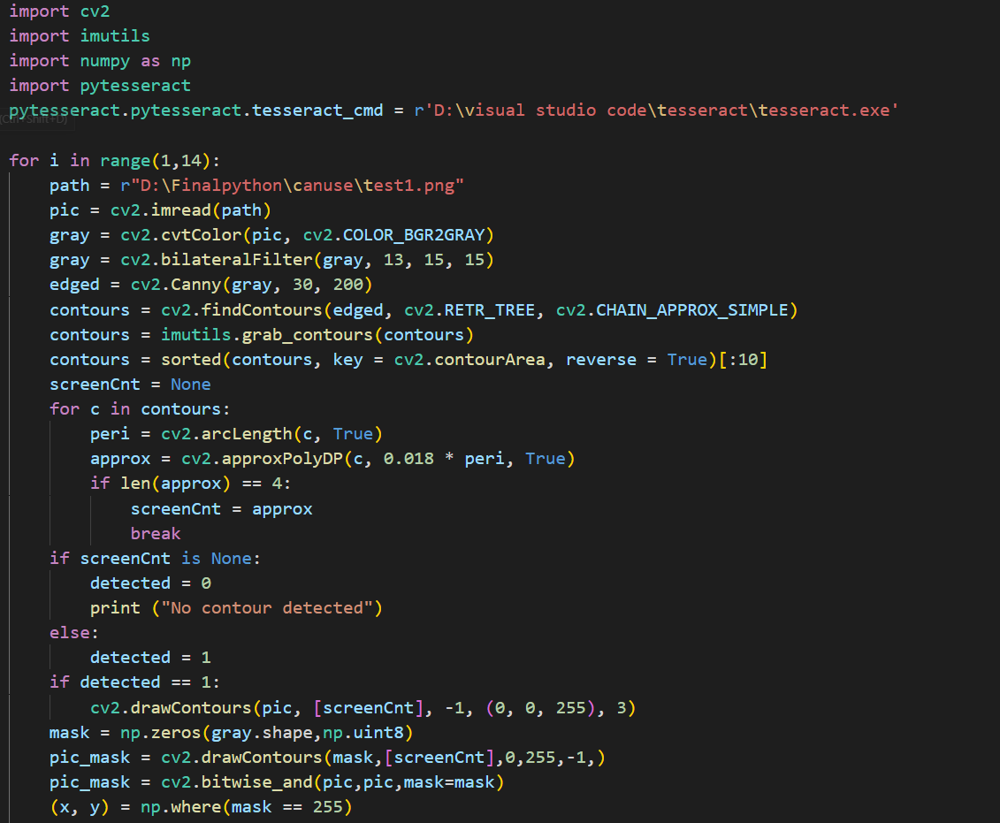 import cv2
import imutils
import numpy as np
import pytesseract
pytesseract.pytesseract.tesseract_cmd = r'D:\visual studio code\tesseract\tesseract.exe'

for i in range(1,14):
    path = r"D:\Finalpython\canuse\test1.png"
    pic = cv2.imread(path)
    gray = cv2.cvtColor(pic, cv2.COLOR_BGR2GRAY)
    gray = cv2.bilateralFilter(gray, 13, 15, 15)
    edged = cv2.Canny(gray, 30, 200)
    contours = cv2.findContours(edged, cv2.RETR_TREE, cv2.CHAIN_APPROX_SIMPLE)
    contours = imutils.grab_contours(contours)
    contours = sorted(contours, key = cv2.contourArea, reverse = True)[:10]
    screenCnt = None
    for c in contours:
        peri = cv2.arcLength(c, True)
        approx = cv2.approxPolyDP(c, 0.018 * peri, True)
        if len(approx) == 4:
            screenCnt = approx
            break
    if screenCnt is None:
        detected = 0
        print ("No contour detected")
    else:
        detected = 1
    if detected == 1:
        cv2.drawContours(pic, [screenCnt], -1, (0, 0, 255), 3)
    mask = np.zeros(gray.shape,np.uint8)
    pic_mask = cv2.drawContours(mask,[screenCnt],0,255,-1,)
    pic_mask = cv2.bitwise_and(pic,pic,mask=mask)
    (x, y) = np.where(mask == 255)